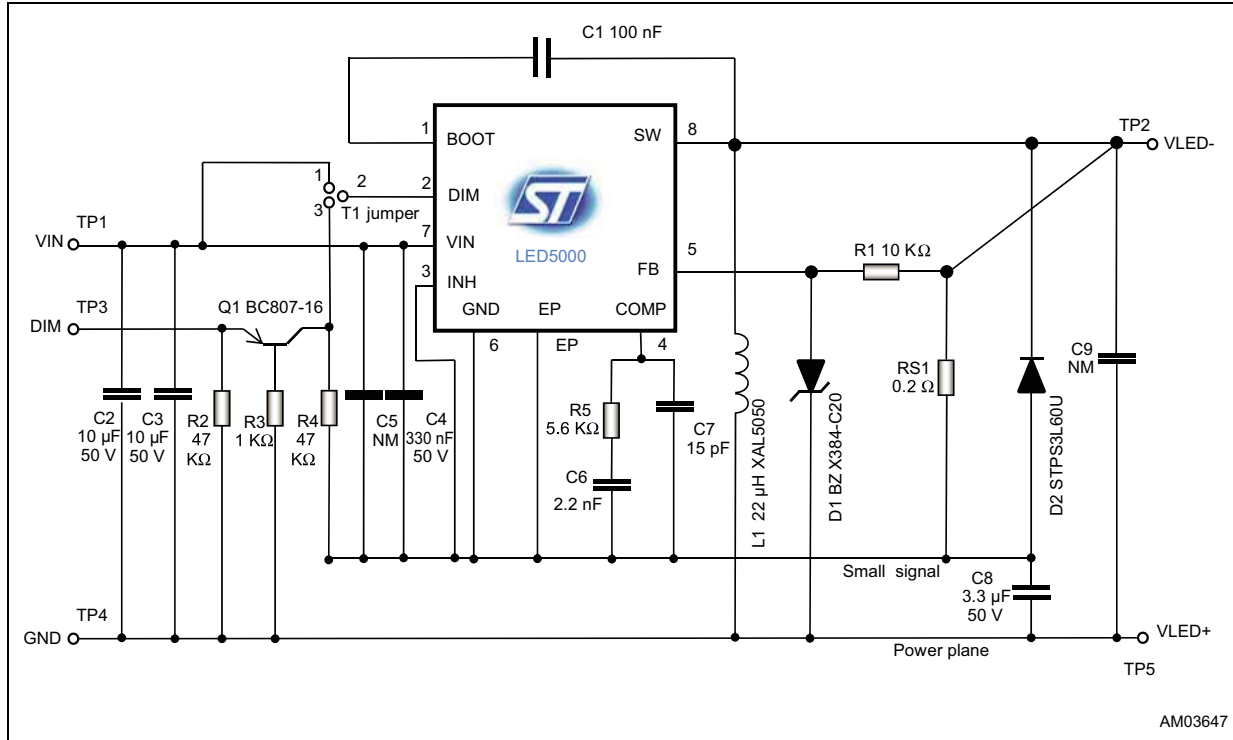 C1 100 nF
1
BOOT
SW
8
TP2
VLED-
1
2
2
DIM
3
T1 jumper
ST
LED5000
TP1
VIN
7
VIN
5
R1 10 KΩ
3
INH
FB
TP3
DIM
Q1 BC807-16
GND
EP
COMP
6
EP
4
C2
10 µF
50 V
C3
10 µF
50 V
R2
47
KΩ
R3
1 KΩ
R4
47
KΩ
C5
NM
C4
330 nF
50 V
R5
5.6 KΩ
C7
15 pF
C6
2.2 nF
L1 22 µH XAL5050
D1 BZ X384-C20
RS1
0.2 Ω
D2 STPS3L60U
C9
NM
Small signal
C8
3.3 µF
50 V
TP4
GND
VLED+
Power plane
TP5
AM03647